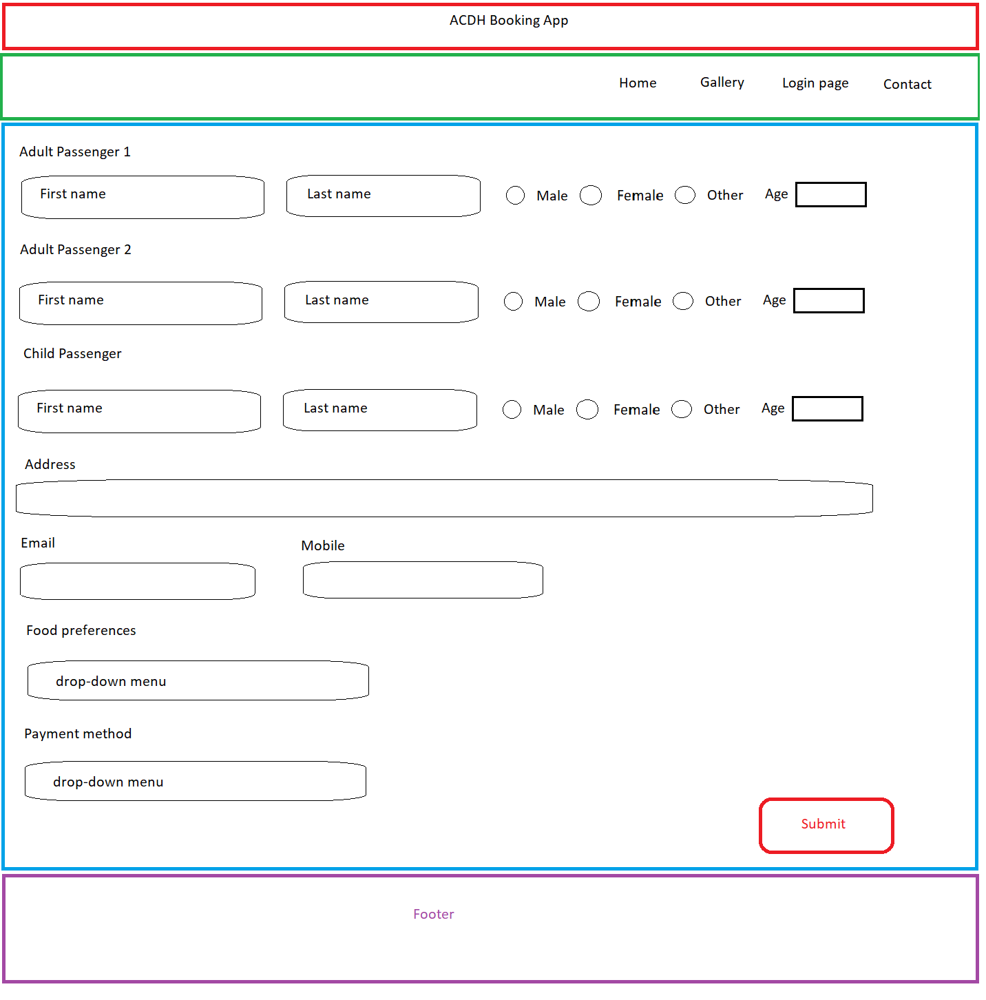 ACDH Booking App
Home Gallery Login page Contact
Adult Passenger 1
First name Last name Male Female Other Age
Adult Passenger 2
First name Last name Male Female Other Age
Child Passenger
First name Last name Male Female Other Age
Address
Email Mobile
Food preferences
drop-down menu
Payment method
drop-down menu
Submit
Footer